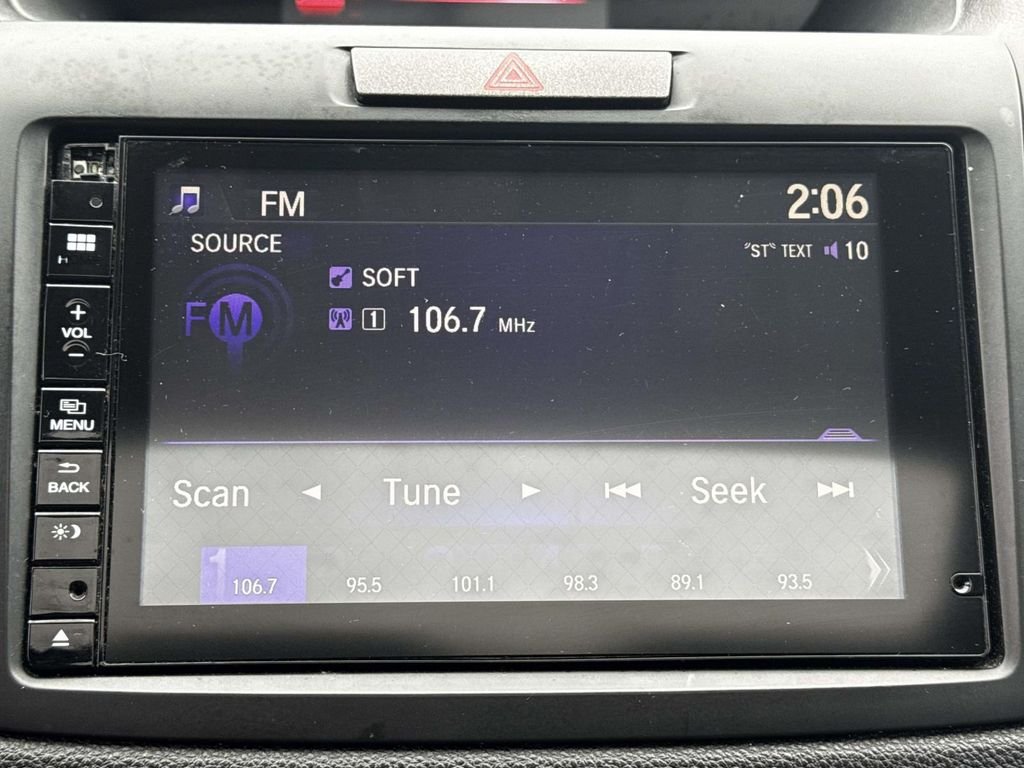 FM 2:06
SOURCE
"ST" TEXT 10
SOFT
FM
1 106.7 MHz
+
VOL
−
MENU
BACK
Scan Tune Seek
1 106.7 95.5 101.1 98.3 89.1 93.5